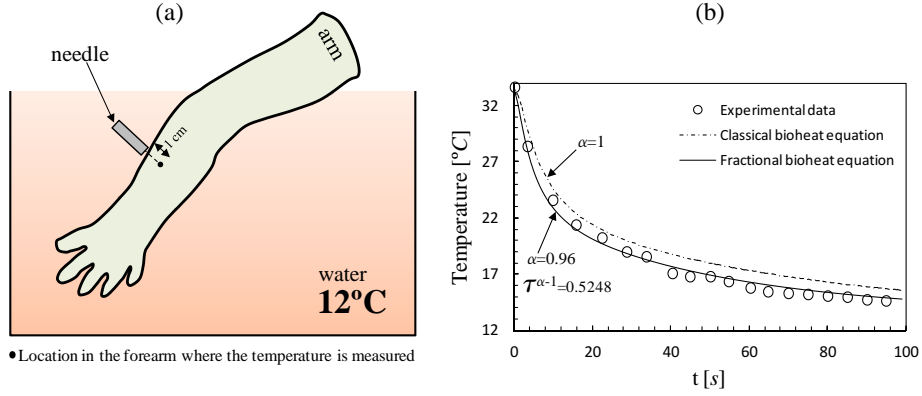 (a)
needle
arm
1 cm
water
12ºC
●Location in the forearm where the temperature is measured
(b)
Temperature [ºC]
32
27
22
17
12
Experimental data
Classical bioheat equation
Fractional bioheat equation
α=1
α=0.96
τα-1=0.5248
0 20 40 60 80 100
t [s]